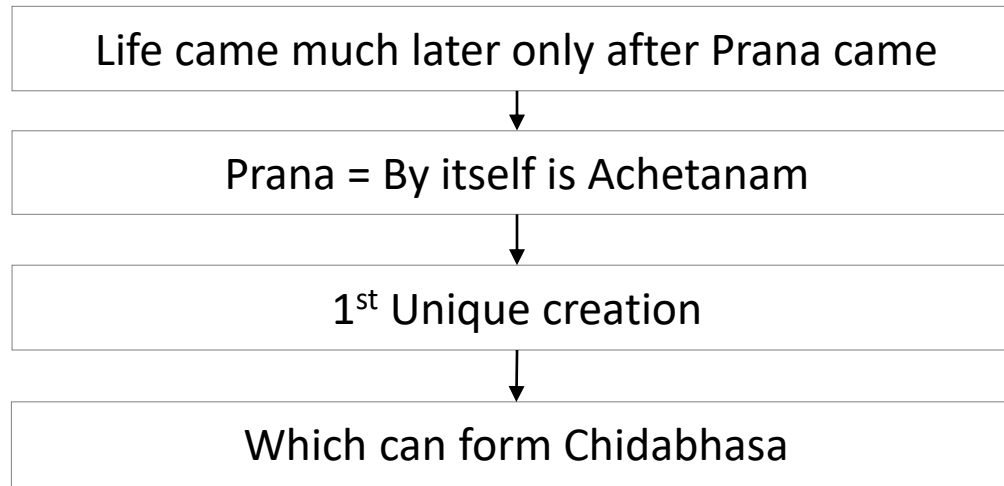 Life came much later only after Prana came
Prana = By itself is Achetanam
1st Unique creation
Which can form Chidabhasa